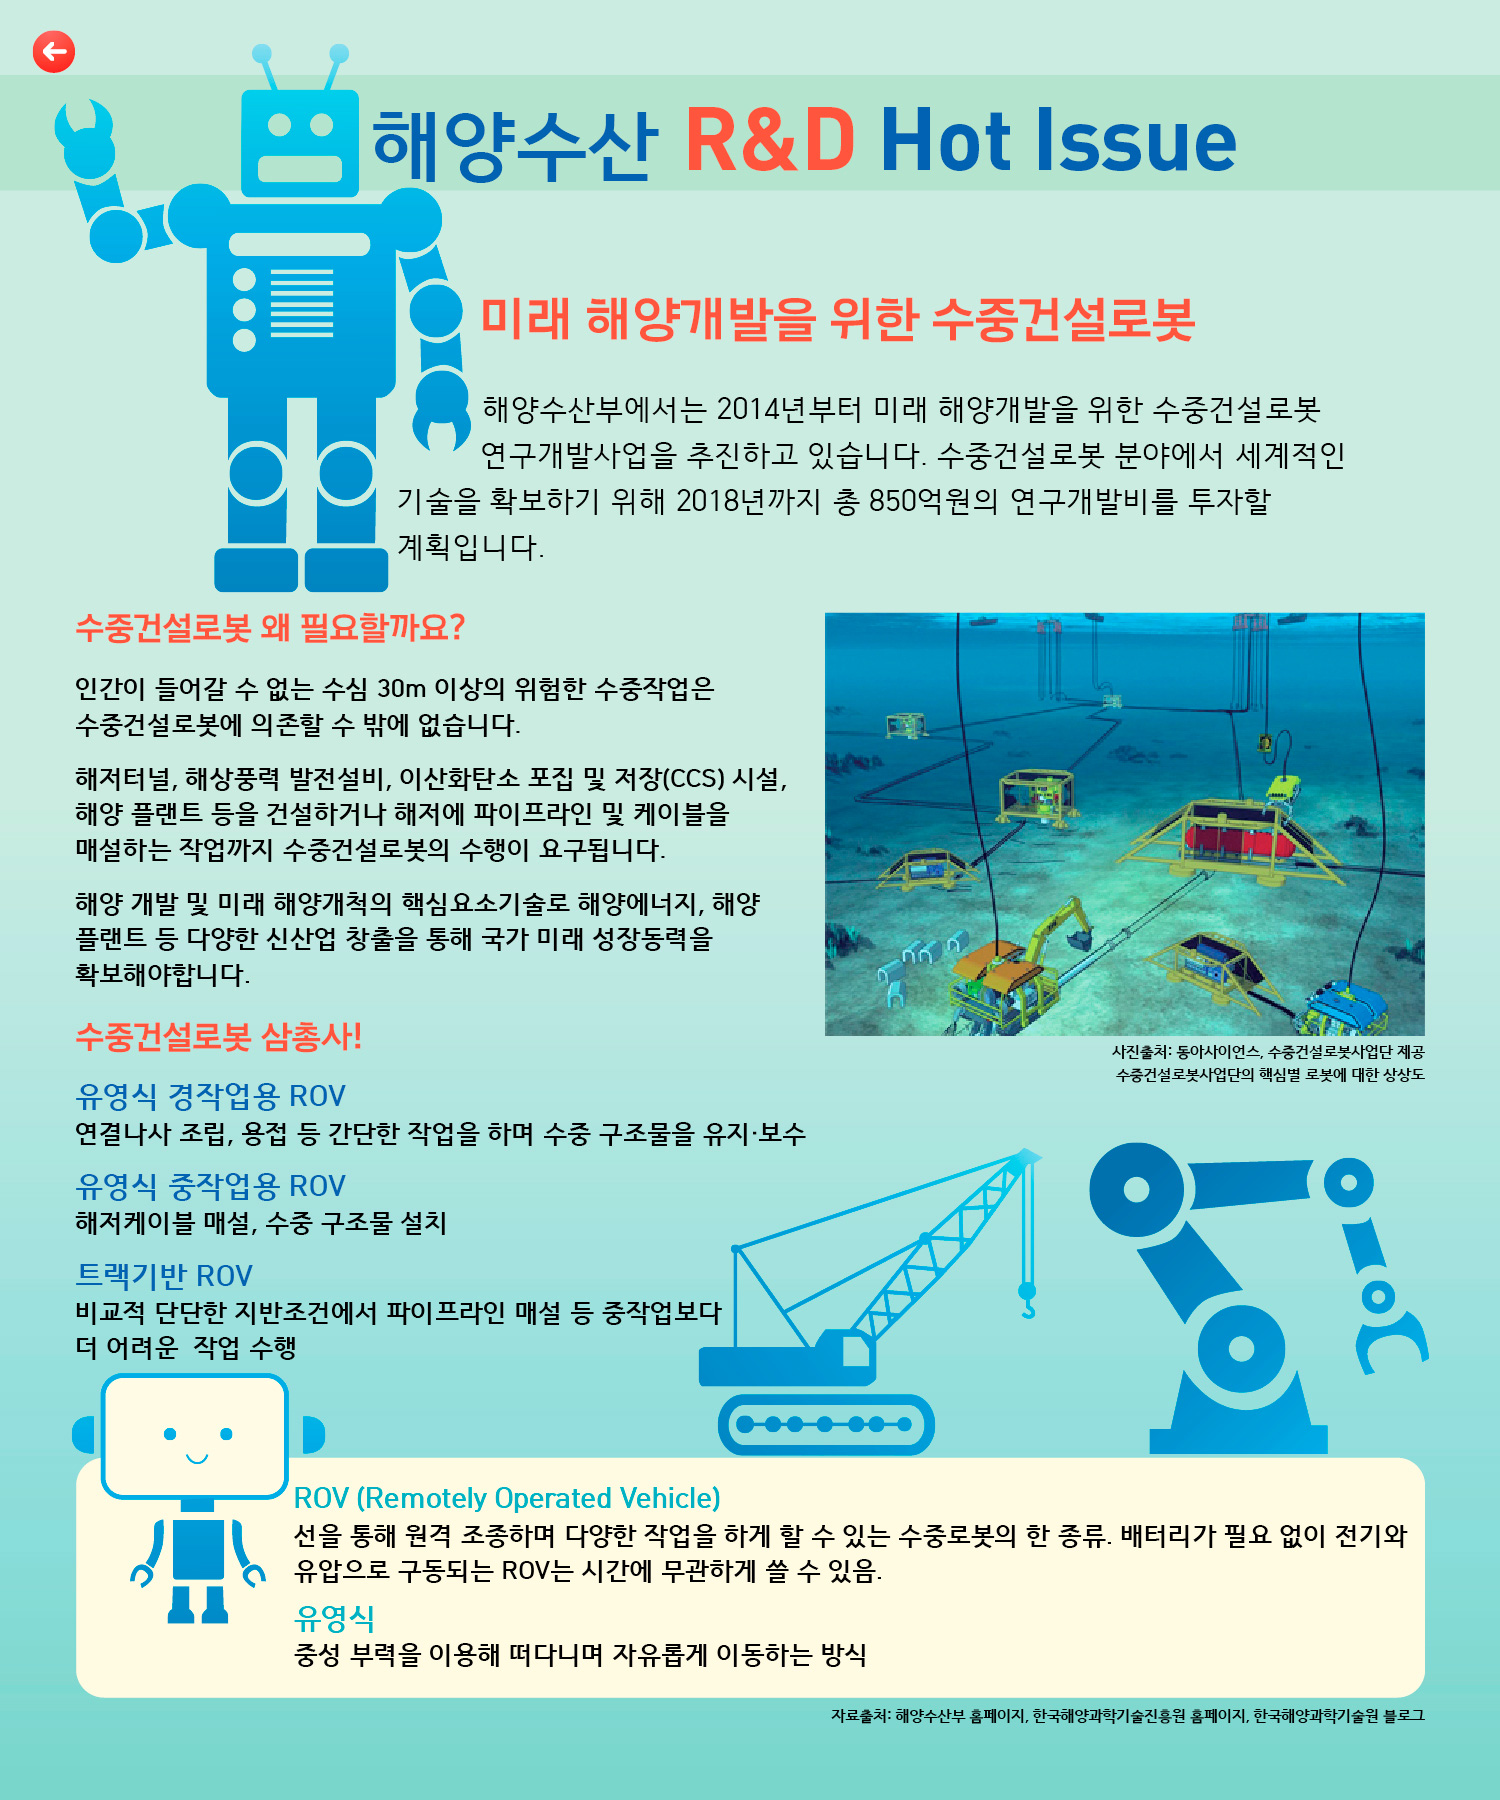 해양수산 R&D Hot Issue
미래 해양개발을 위한 수중건설로봇
해양수산부에서는 2014년부터 미래 해양개발을 위한 수중건설로봇
연구개발사업을 추진하고 있습니다. 수중건설로봇 분야에서 세계적인
기술을 확보하기 위해 2018년까지 총 850억원의 연구개발비를 투자할
계획입니다.
수중건설로봇 왜 필요할까요?
인간이 들어갈 수 없는 수심 30m 이상의 위험한 수중작업은
수중건설로봇에 의존할 수 밖에 없습니다.
해저터널, 해상풍력 발전설비, 이산화탄소 포집 및 저장(CCS) 시설,
해양 플랜트 등을 건설하거나 해저에 파이프라인 및 케이블을
매설하는 작업까지 수중건설로봇의 수행이 요구됩니다.
해양 개발 및 미래 해양개척의 핵심요소기술로 해양에너지, 해양
플랜트 등 다양한 신산업 창출을 통해 국가 미래 성장동력을
확보해야합니다.
사진출처: 동아사이언스, 수중건설로봇사업단 제공
수중건설로봇사업단의 핵심별 로봇에 대한 상상도
수중건설로봇 삼총사!
유영식 경작업용 ROV
연결나사 조립, 용접 등 간단한 작업을 하며 수중 구조물을 유지·보수
유영식 중작업용 ROV
해저케이블 매설, 수중 구조물 설치
트랙기반 ROV
비교적 단단한 지반조건에서 파이프라인 매설 등 중작업보다
더 어려운 작업 수행
ROV (Remotely Operated Vehicle)
선을 통해 원격 조종하며 다양한 작업을 하게 할 수 있는 수중로봇의 한 종류. 배터리가 필요 없이 전기와
유압으로 구동되는 ROV는 시간에 무관하게 쓸 수 있음.
유영식
중성 부력을 이용해 떠다니며 자유롭게 이동하는 방식
자료출처: 해양수산부 홈페이지, 한국해양과학기술진흥원 홈페이지, 한국해양과학기술원 블로그